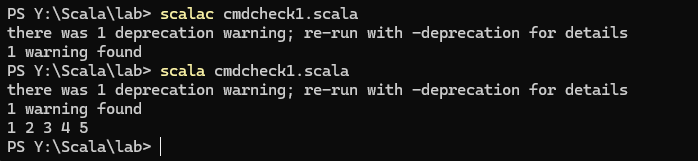 PS Y:\Scala\lab> scalac cmdcheck1.scala
there was 1 deprecation warning; re-run with -deprecation for details
1 warning found
PS Y:\Scala\lab> scala cmdcheck1.scala
there was 1 deprecation warning; re-run with -deprecation for details
1 warning found
1 2 3 4 5
PS Y:\Scala\lab>